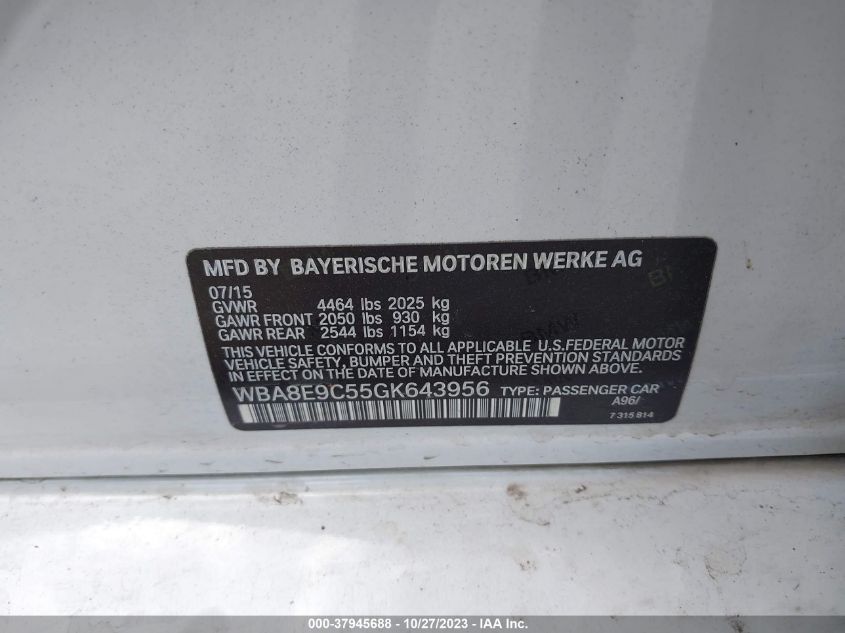 MFD BY BAYERISCHE MOTOREN WERKE AG
07/15
GVWR 4464 lbs 2025 kg
GAWR FRONT 2050 lbs 930 kg
GAWR REAR 2544 lbs 1154 kg
THIS VEHICLE CONFORMS TO ALL APPLICABLE U.S.FEDERAL MOTOR
VEHICLE SAFETY, BUMPER AND THEFT PREVENTION STANDARDS
IN EFFECT ON THE DATE OF MANUFACTURE SHOWN ABOVE.
WBA8E9C55GK643956 TYPE: PASSENGER CAR
A96/
7 315 814
BMW
000-37945688 - 10/27/2023 - IAA Inc.